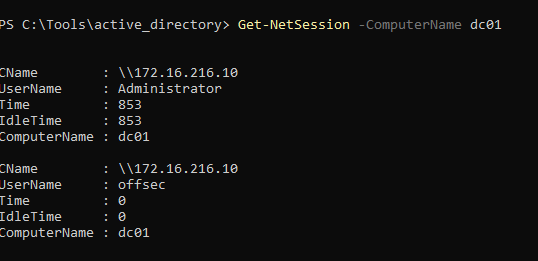 PS C:\Tools\active_directory> Get-NetSession -ComputerName dc01
CName : \\172.16.216.10
UserName : Administrator
Time : 853
IdleTime : 853
ComputerName : dc01
CName : \\172.16.216.10
UserName : offsec
Time : 0
IdleTime : 0
ComputerName : dc01